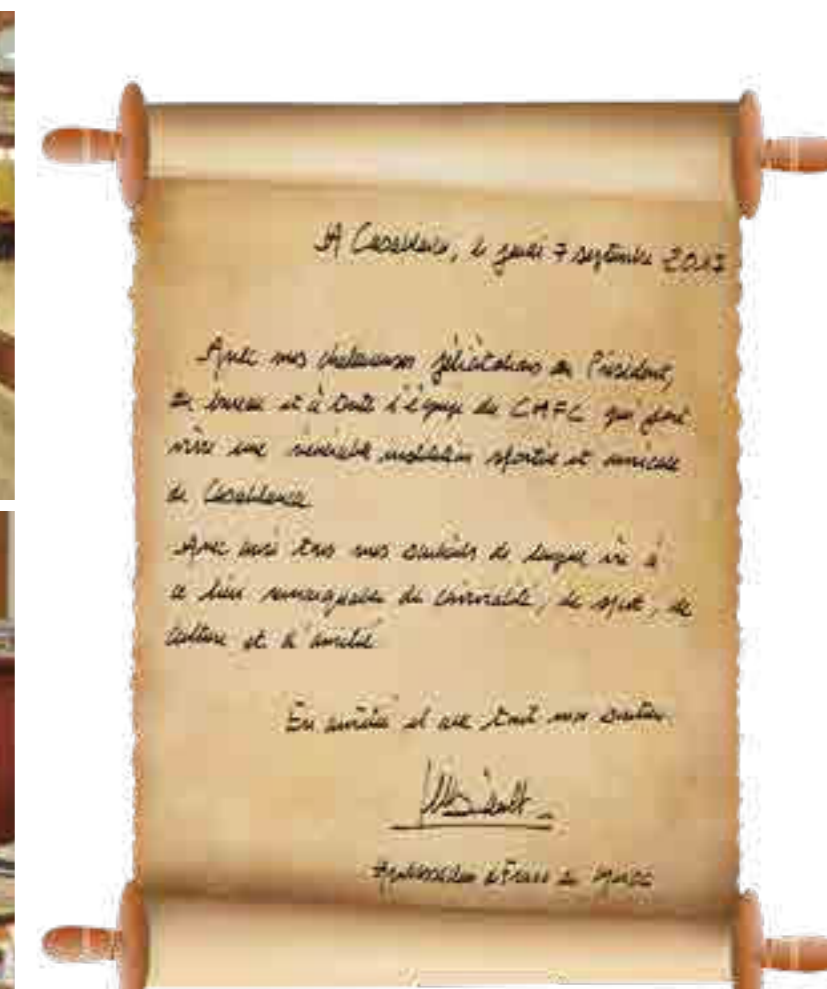 A Casablanca, le jeudi 7 septembre 2017
Avec mes chaleureuses félicitations au Président,
au bureau et à toute l'équipe du CAFC qui font
vivre une vénérable institution sportive et amicale
de Casablanca
Avec aussi tous mes souhaits de longue vie à
ce lieu remarquable de convivialité, de sport, de
culture et d'amitié
En amitié et avec tout mon soutien.
Ambassadeur de France au Maroc